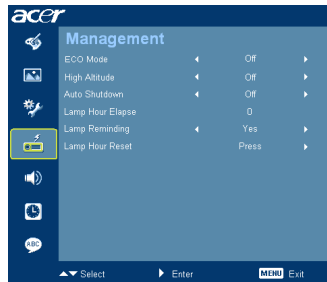 acer
Management
ECO Mode Off
High Altitude Off
Auto Shutdown Off
Lamp Hour Elapse 0
Lamp Reminding Yes
Lamp Hour Reset Press
ABC
Select Enter MENU Exit